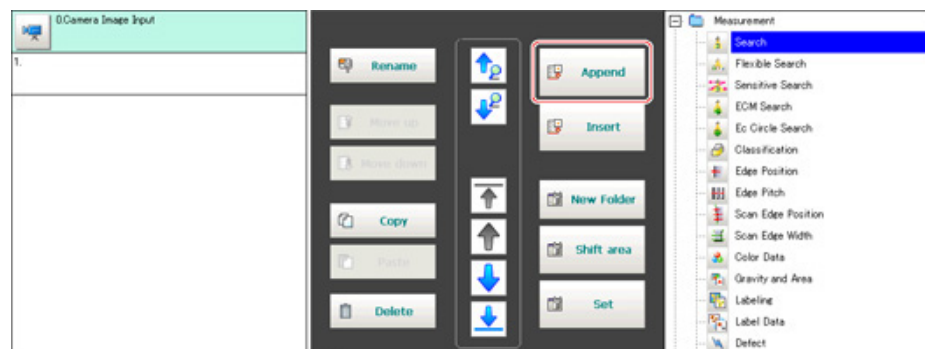 0.Camera Image Input
1.
Rename
Move up
Move down
Copy
Paste
Delete
Append
Insert
New Folder
Shift area
Set
Measurement
Search
Flexible Search
Sensitive Search
ECM Search
Ec Circle Search
Classification
Edge Position
Edge Pitch
Scan Edge Position
Scan Edge Width
Color Data
Gravity and Area
Labeling
Label Data
Defect